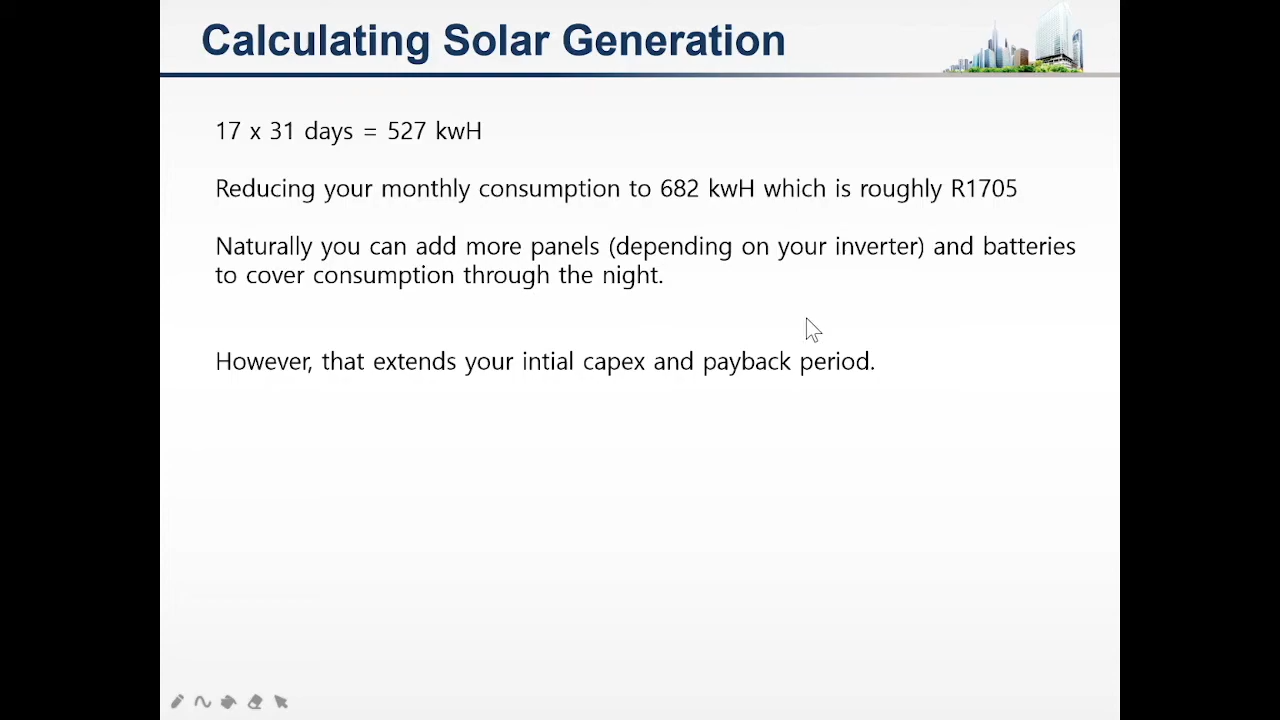 Calculating Solar Generation
17 x 31 days = 527 kwH
Reducing your monthly consumption to 682 kwH which is roughly R1705
Naturally you can add more panels (depending on your inverter) and batteries
to cover consumption through the night.
However, that extends your intial capex and payback period.